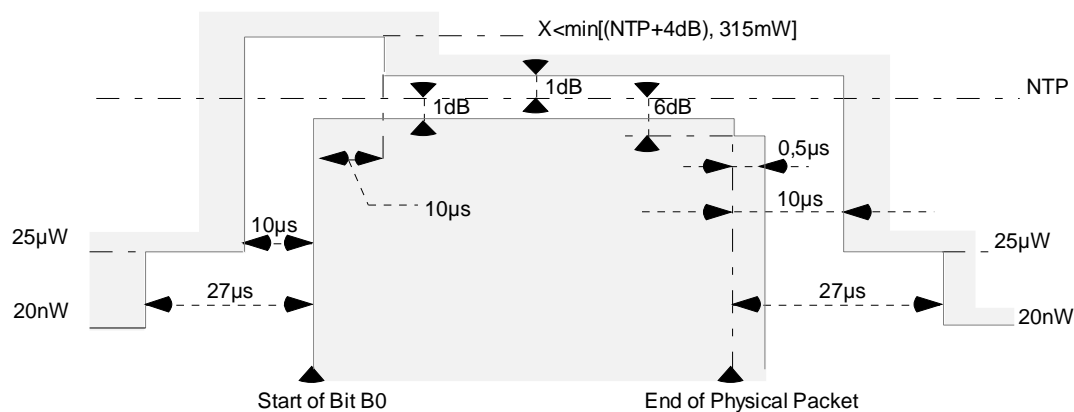 X<min[(NTP+4dB), 315mW]
1dB
NTP
1dB
6dB
0,5µs
10µs
10µs
10µs
25µW
25µW
27µs
27µs
20nW
20nW
Start of Bit B0
End of Physical Packet